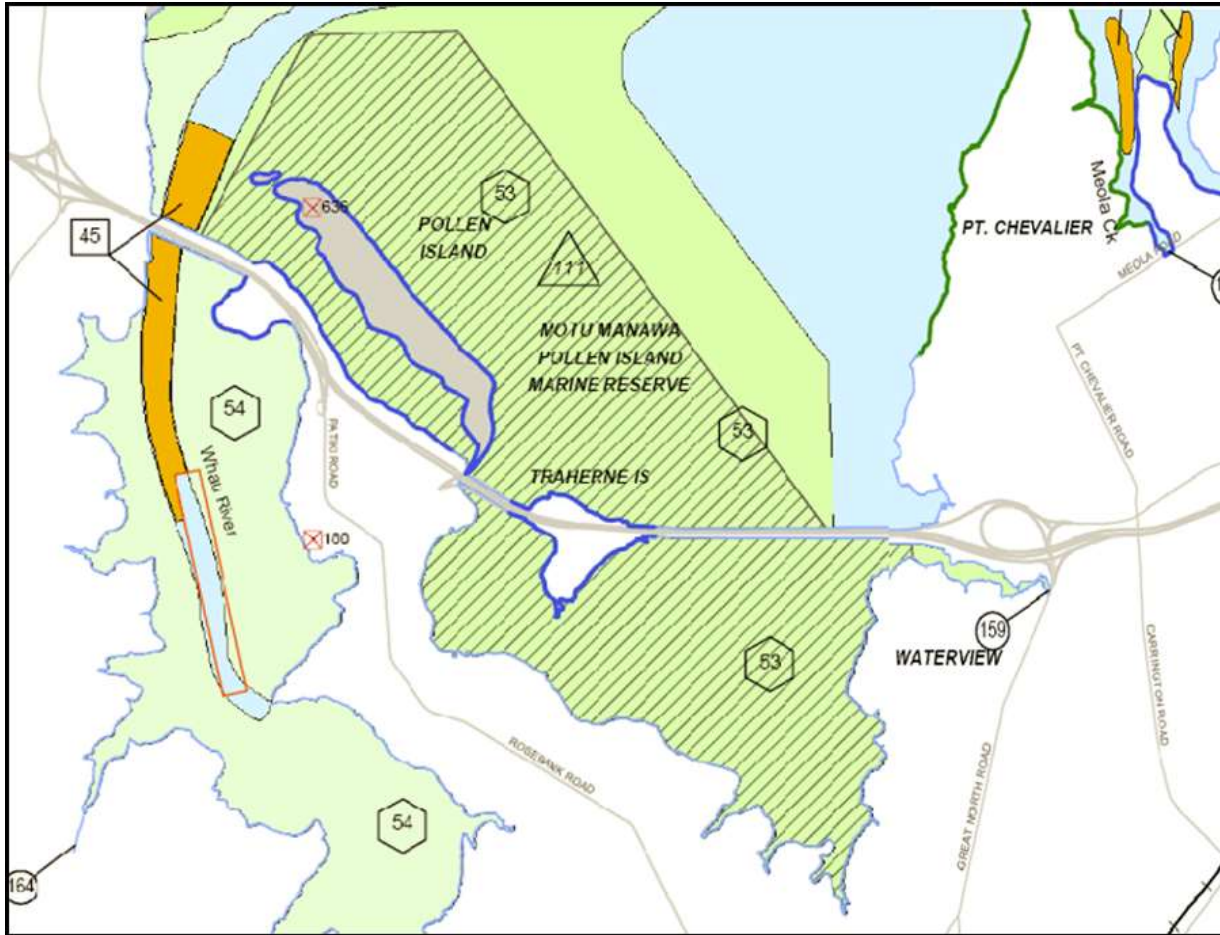 45
53
636
POLLEN
ISLAND
111
MOTU MANAWA
POLLEN ISLAND
MARINE RESERVE
PT. CHEVALIER
Meola Ck
MEOLA ROAD
PT. CHEVALIER ROAD
54
Whau River
PATIKI ROAD
53
TRAHERNE IS
100
159
WATERVIEW
53
CARRINGTON ROAD
ROSEBANK ROAD
GREAT NORTH ROAD
54
164